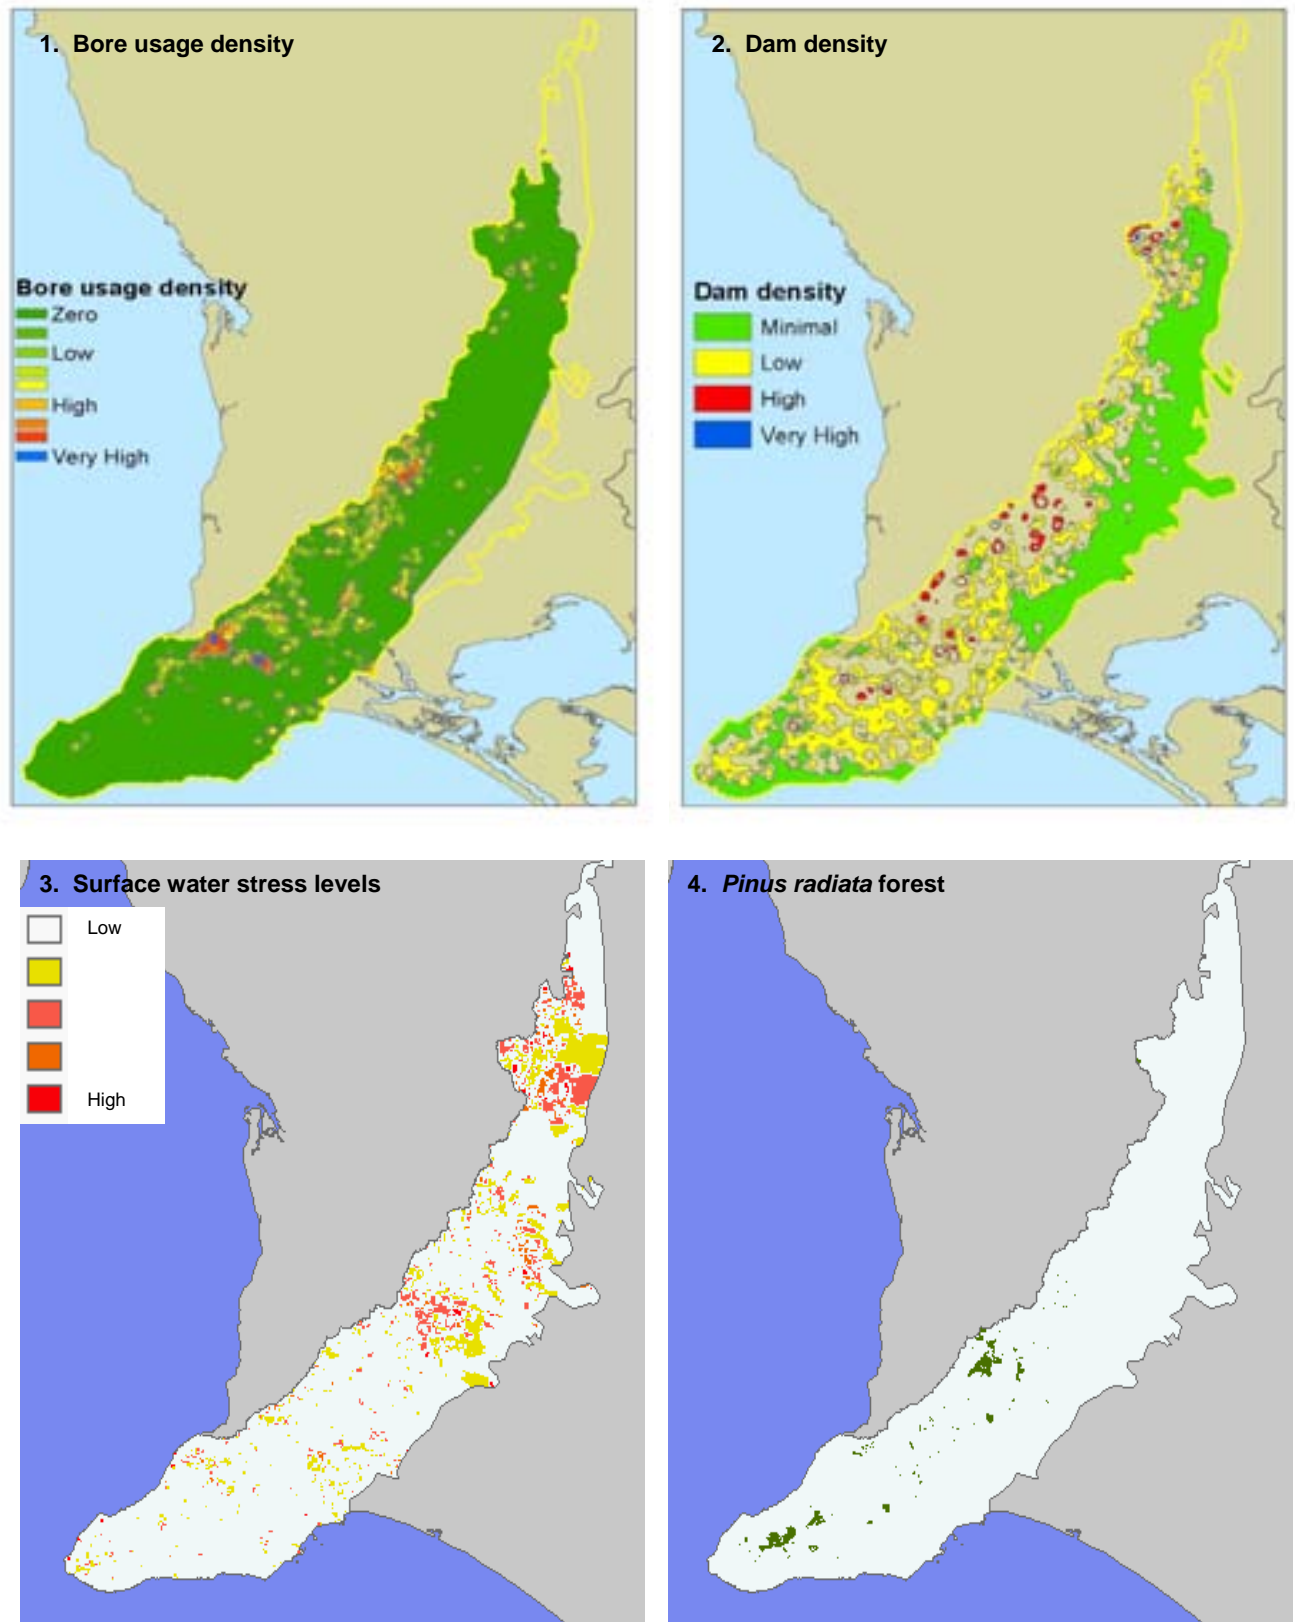 1. Bore usage density
Bore usage density
Zero
Low
High
Very High
2. Dam density
Dam density
Minimal
Low
High
Very High
3. Surface water stress levels
Low
High
4. Pinus radiata forest